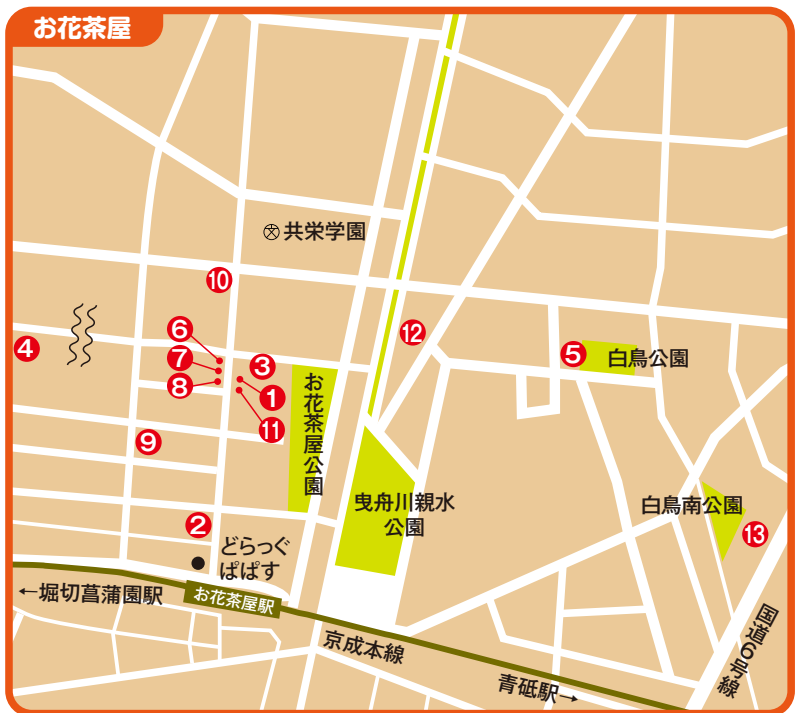 お花茶屋
共栄学園
⑩
⑥
⑫
④
⑦
③
⑤
白鳥公園
⑧
①
お花茶屋公園
⑪
⑨
曳舟川親水
公園
白鳥南公園
②
⑬
どらっぐ
ぱぱす
←堀切菖蒲園駅
お花茶屋駅
京成本線
国道6号線
青砥駅→